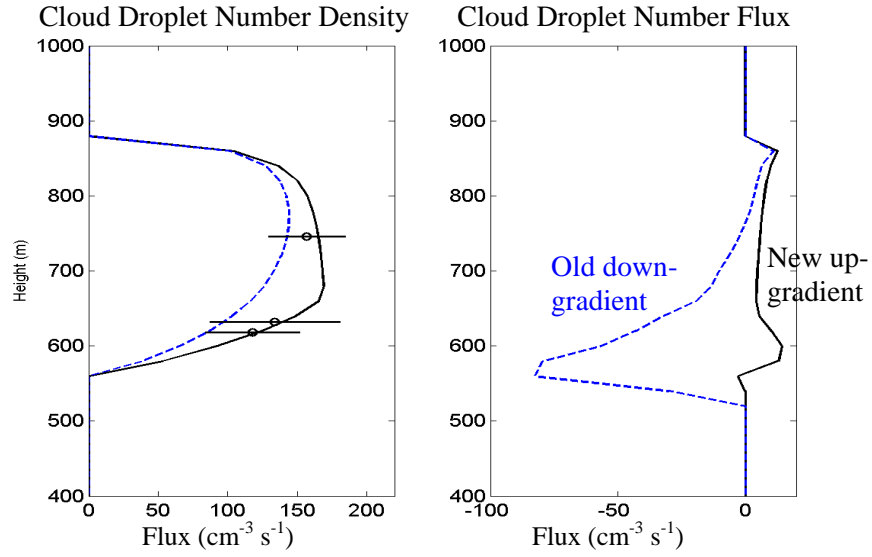 Cloud Droplet Number Density
Cloud Droplet Number Flux
1000
900
800
700
600
500
400
Height (m)
0
50
100
150
200
Flux (cm⁻³ s⁻¹)
1000
900
800
700
600
500
400
Old down-
gradient
New up-
gradient
-100
-50
0
Flux (cm⁻³ s⁻¹)